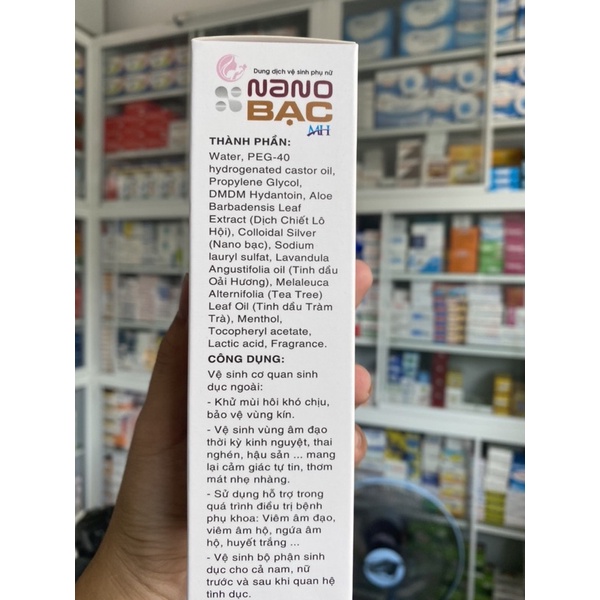 Dung dịch vệ sinh phụ nữ
NANO
BẠC
MH
THÀNH PHẦN:
Water, PEG-40
hydrogenated castor oil,
Propylene Glycol,
DMDM Hydantoin, Aloe
Barbadensis Leaf
Extract (Dịch Chiết Lô
Hội), Colloidal Silver
(Nano bạc), Sodium
lauryl sulfat, Lavandula
Angustifolia oil (Tinh dầu
Oải Hương), Melaleuca
Alternifolia (Tea Tree)
Leaf Oil (Tinh dầu Tràm
Trà), Menthol,
Tocopheryl acetate,
Lactic acid, Fragrance.
CÔNG DỤNG:
Vệ sinh cơ quan sinh
dục ngoài:
- Khử mùi hôi khó chịu,
bảo vệ vùng kín.
- Vệ sinh vùng âm đạo
thời kỳ kinh nguyệt, thai
nghén, hậu sản ... mang
lại cảm giác tự tin, thơm
mát nhẹ nhàng.
- Sử dụng hỗ trợ trong
quá trình điều trị bệnh
phụ khoa: Viêm âm đạo,
viêm âm hộ, ngứa âm
hộ, huyết trắng ...
- Vệ sinh bộ phận sinh
dục cho cả nam, nữ
trước và sau khi quan hệ
tình dục.